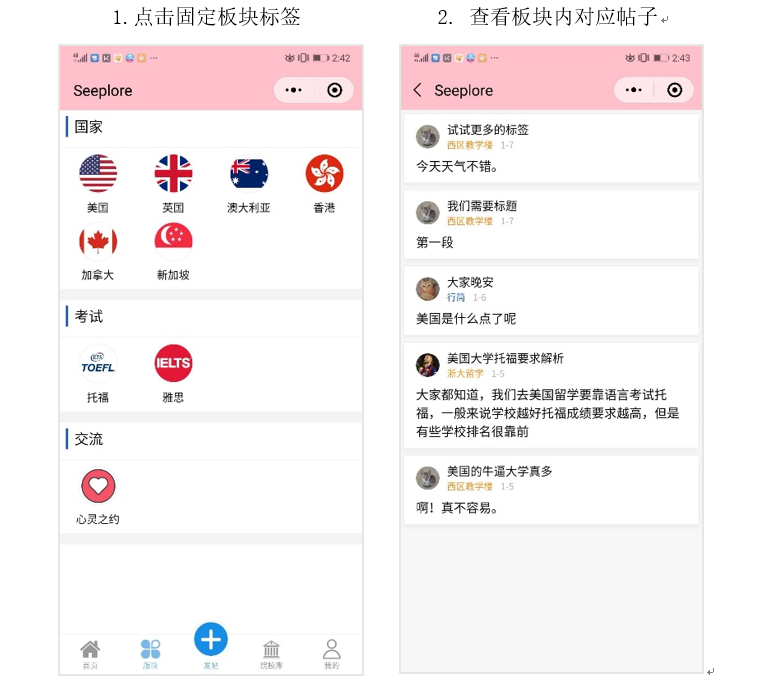 1.点击固定板块标签
2. 查看板块内对应帖子
2:42
Seeplore
国家
美国
英国
澳大利亚
香港
加拿大
新加坡
考试
TOEFL
IELTS
托福
雅思
交流
心灵之约
首页
版块
发帖
院校库
我的
2:43
Seeplore
试试更多的标签
西区教学楼 1-7
今天天气不错。
我们需要标题
西区教学楼 1-7
第一段
大家晚安
行简 1-6
美国是什么点了呢
美国大学托福要求解析
浙大留学 1-5
大家都知道，我们去美国留学要靠语言考试托
福，一般来说学校越好托福成绩要求越高，但是
有些学校排名很靠前
美国的牛逼大学真多
西区教学楼 1-5
啊！真不容易。